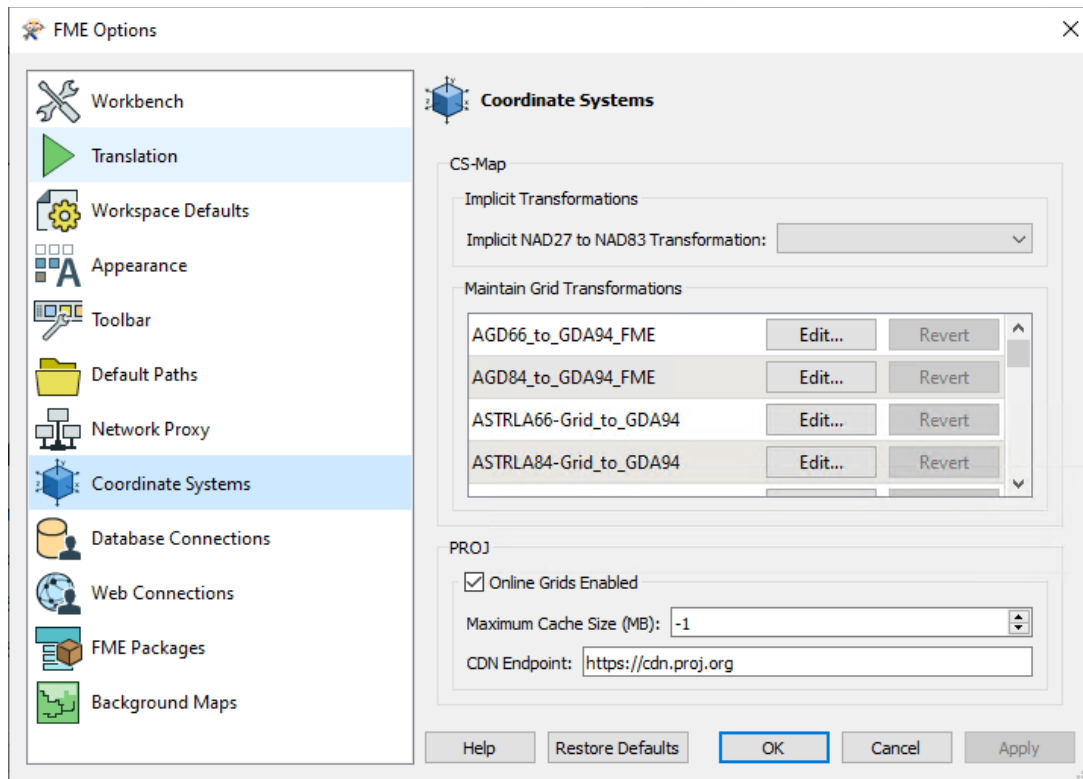 FME Options
Workbench
Translation
Workspace Defaults
Appearance
Toolbar
Default Paths
Network Proxy
Coordinate Systems
Database Connections
Web Connections
FME Packages
Background Maps
Coordinate Systems
CS-Map
Implicit Transformations
Implicit NAD27 to NAD83 Transformation:
Maintain Grid Transformations
AGD66_to_GDA94_FME Edit... Revert
AGD84_to_GDA94_FME Edit... Revert
ASTRLA66-Grid_to_GDA94 Edit... Revert
ASTRLA84-Grid_to_GDA94 Edit... Revert
PROJ
Online Grids Enabled
Maximum Cache Size (MB): -1
CDN Endpoint: https://cdn.proj.org
Help Restore Defaults OK Cancel Apply